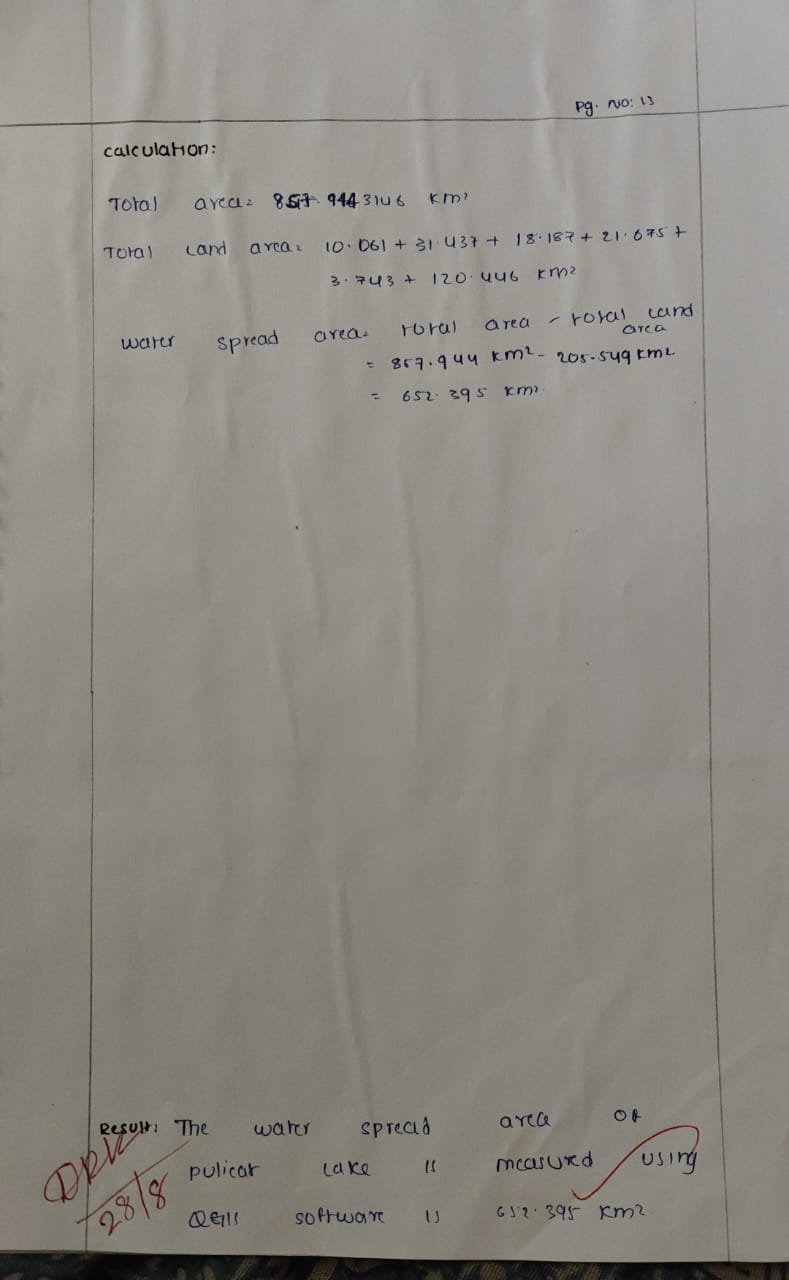 Pg. NO: 13
calculation:
Total area = 857.9443146 km²
Total land area = 10.061 + 31.437 + 18.187 + 21.675 +
3.743 + 120.446 km²
water spread area = total area - total land
area
= 857.944 km² - 205.549 km²
= 652.395 km²
Result: The water spread area of
pulicat lake is measured using
QGIS software is 652.395 km²
28/8